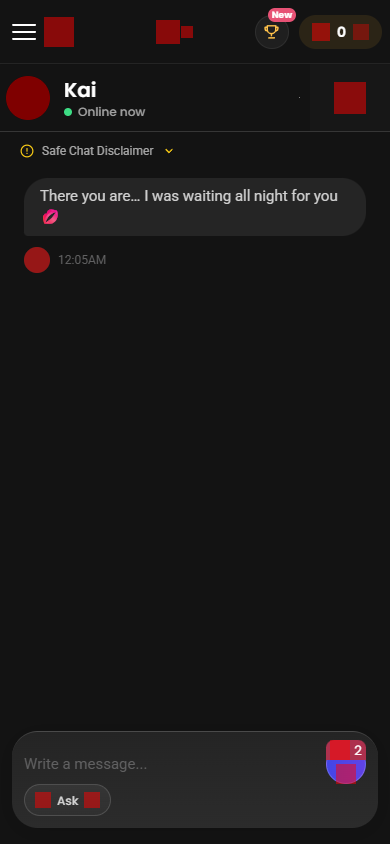 New
0
Kai
Online now
Safe Chat Disclaimer
There you are… I was waiting all night for you
💋
12:05AM
2
Write a message...
Ask